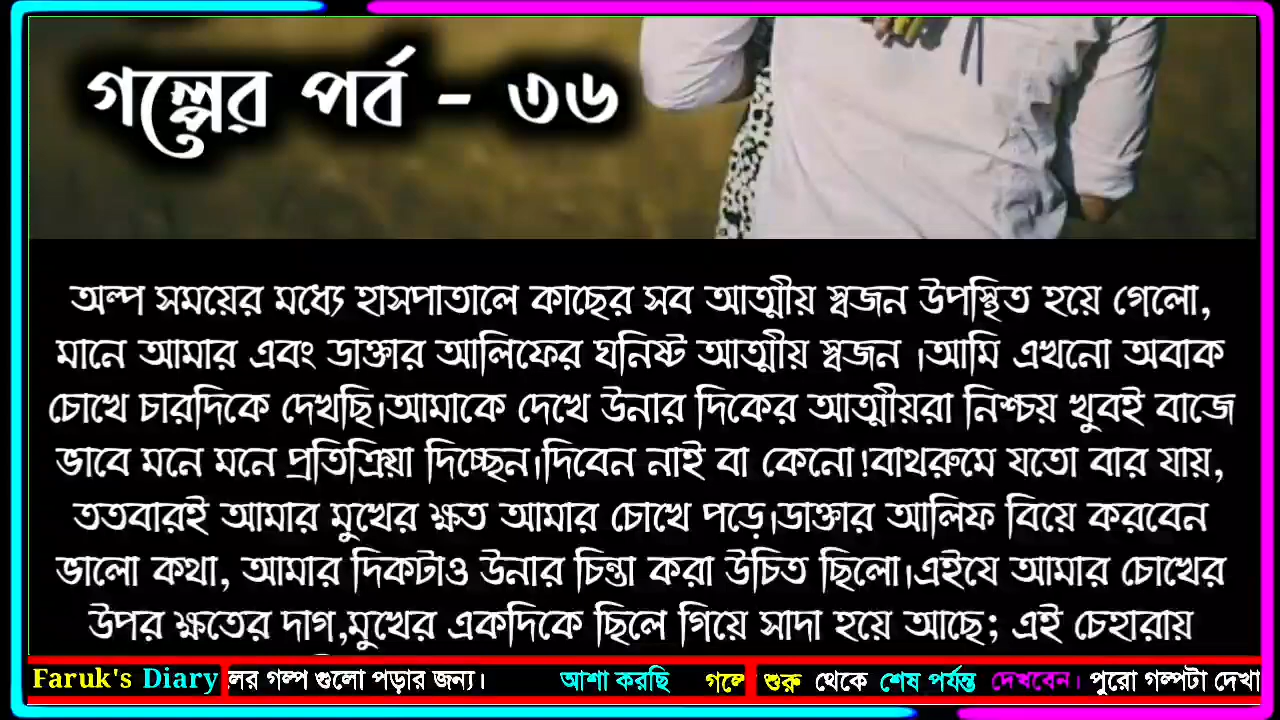 গল্পের পর্ব - ৩৬
অল্প সময়ের মধ্যে হাসপাতালে কাছের সব আত্মীয় স্বজন উপস্থিত হয়ে গেলো,
মানে আমার এবং ডাক্তার আলিফের ঘনিষ্ট আত্মীয় স্বজন ।আমি এখনো অবাক
চোখে চারদিকে দেখছি।আমাকে দেখে উনার দিকের আত্মীয়রা নিশ্চয় খুবই বাজে
ভাবে মনে মনে প্রতিক্রিয়া দিচ্ছেন।দিবেন নাই বা কেনো!বাথরুমে যতো বার যায়,
ততবারই আমার মুখের ক্ষত আমার চোখে পড়ে।ডাক্তার আলিফ বিয়ে করবেন
ভালো কথা, আমার দিকটাও উনার চিন্তা করা উচিত ছিলো।এইযে আমার চোখের
উপর ক্ষতের দাগ,মুখের একদিকে ছিলে গিয়ে সাদা হয়ে আছে; এই চেহারায়
Faruk's Diary লের গল্প গুলো পড়ার জন্য। আশা করছি গল্পে শুরু থেকে শেষ পর্যন্ত দেখবেন। পুরো গল্পটা দেখা